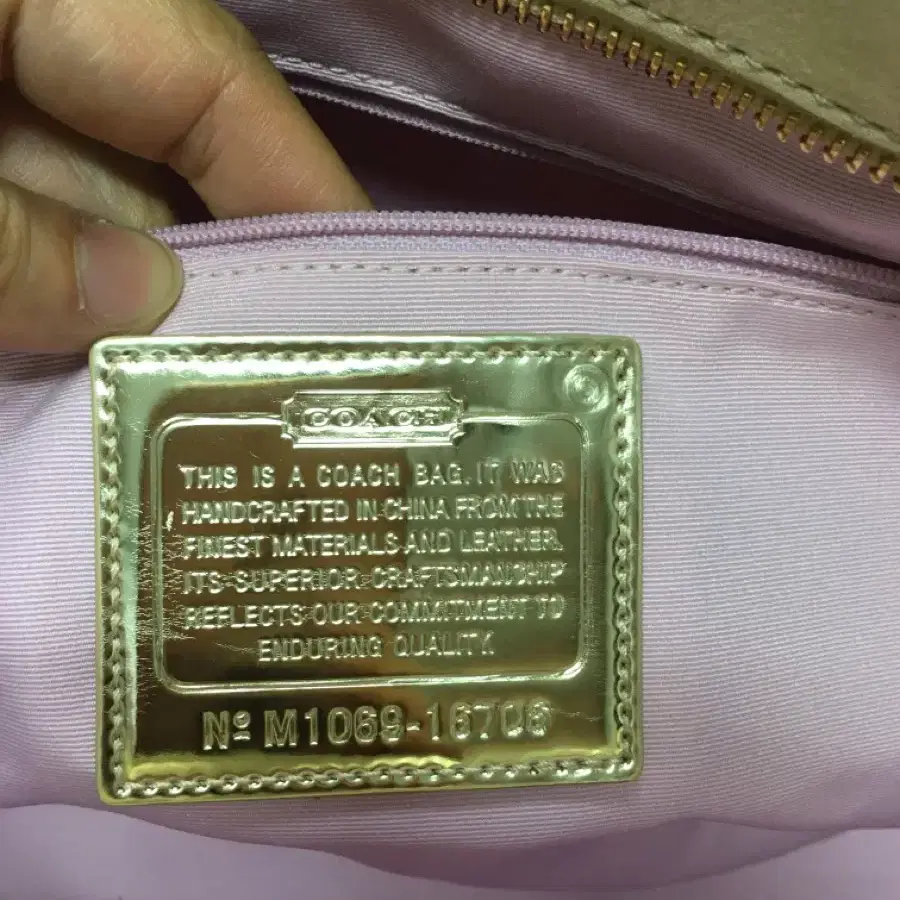 COACH
THIS IS A COACH BAG. IT WAS
HANDCRAFTED IN CHINA FROM THE
FINEST MATERIALS AND LEATHER.
ITS SUPERIOR CRAFTSMANSHIP
REFLECTS OUR COMMITMENT TO
ENDURING QUALITY.
Nº M1069-16706